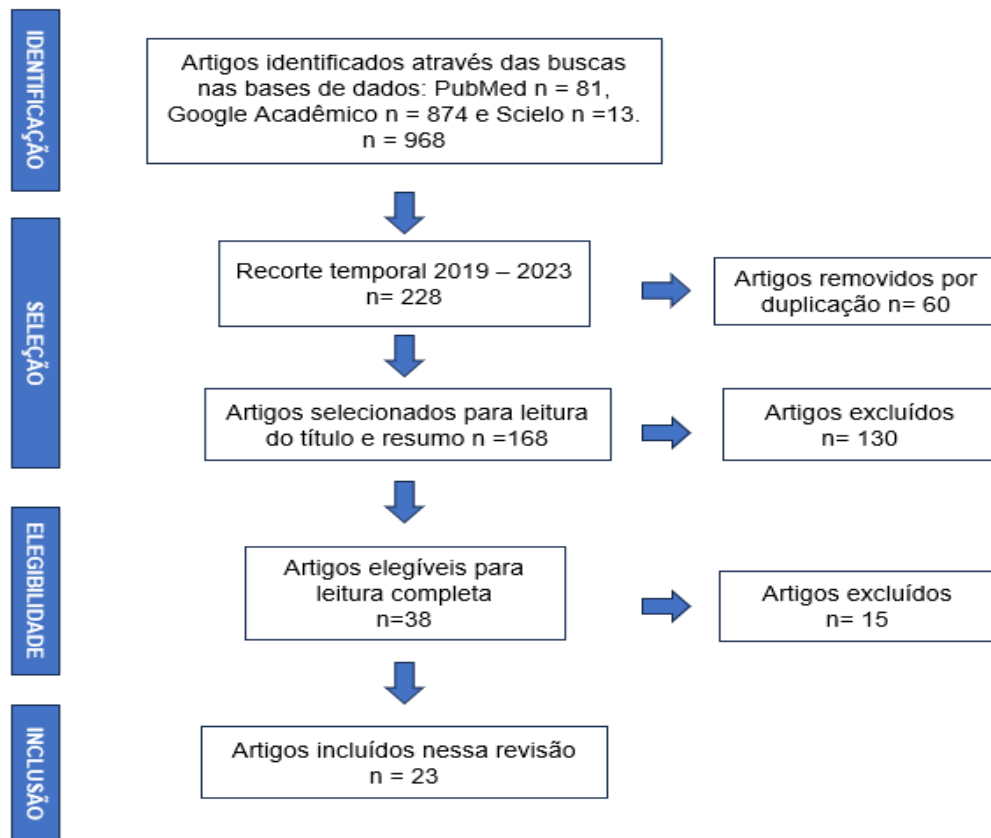 IDENTIFICAÇÃO
Artigos identificados através das buscas
nas bases de dados: PubMed n = 81,
Google Acadêmico n = 874 e Scielo n =13.
n = 968
SELEÇÃO
Recorte temporal 2019 – 2023
n= 228
Artigos removidos por
duplicação n= 60
Artigos selecionados para leitura
do título e resumo n =168
Artigos excluídos
n= 130
ELEGIBILIDADE
Artigos elegíveis para
leitura completa
n=38
Artigos excluídos
n= 15
INCLUSÃO
Artigos incluídos nessa revisão
n = 23